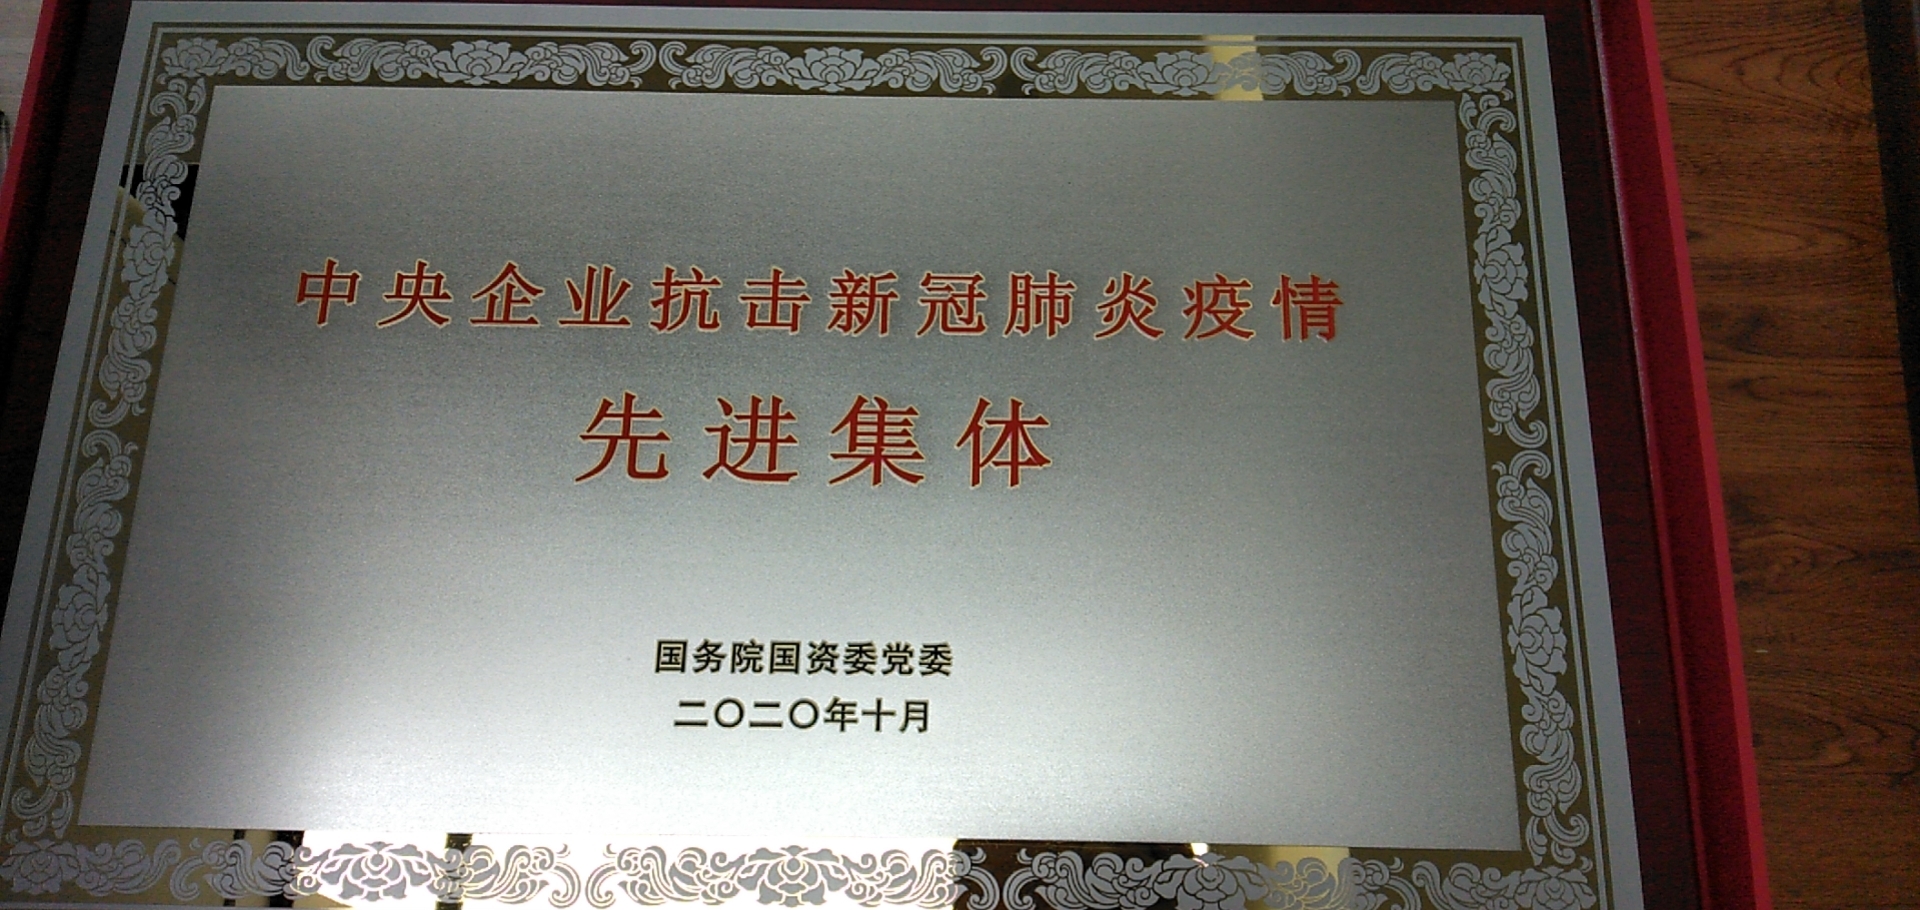 中央企业抗击新冠肺炎疫情
先进集体
国务院国资委党委
二〇二〇年十月